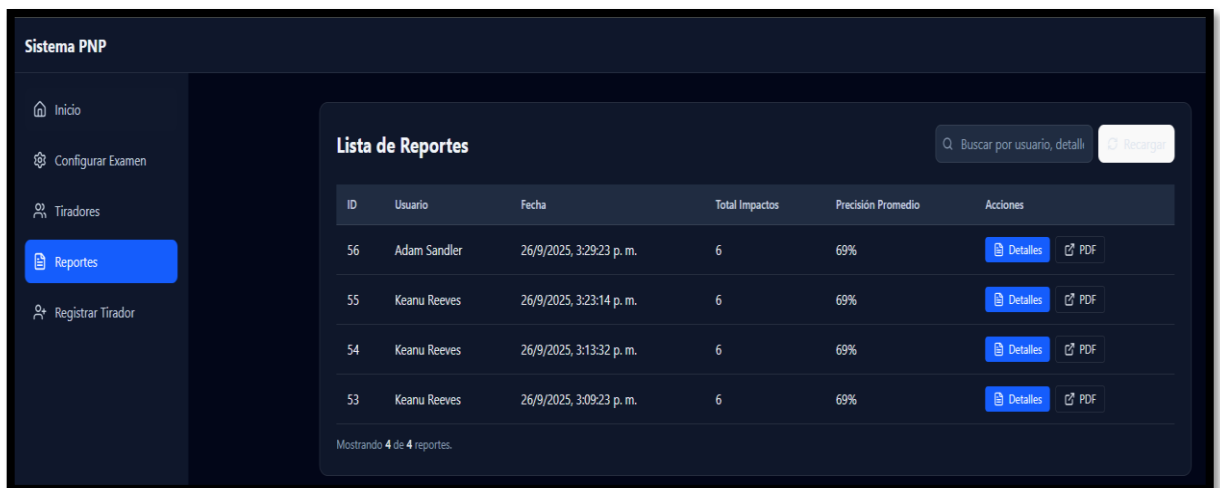 Sistema PNP
Inicio
Configurar Examen
Tiradores
Reportes
Registrar Tirador
Lista de Reportes
Buscar por usuario, detall
Recargar
ID Usuario Fecha Total Impactos Precisión Promedio Acciones
56 Adam Sandler 26/9/2025, 3:29:23 p. m. 6 69% Detalles PDF
55 Keanu Reeves 26/9/2025, 3:23:14 p. m. 6 69% Detalles PDF
54 Keanu Reeves 26/9/2025, 3:13:32 p. m. 6 69% Detalles PDF
53 Keanu Reeves 26/9/2025, 3:09:23 p. m. 6 69% Detalles PDF
Mostrando 4 de 4 reportes.